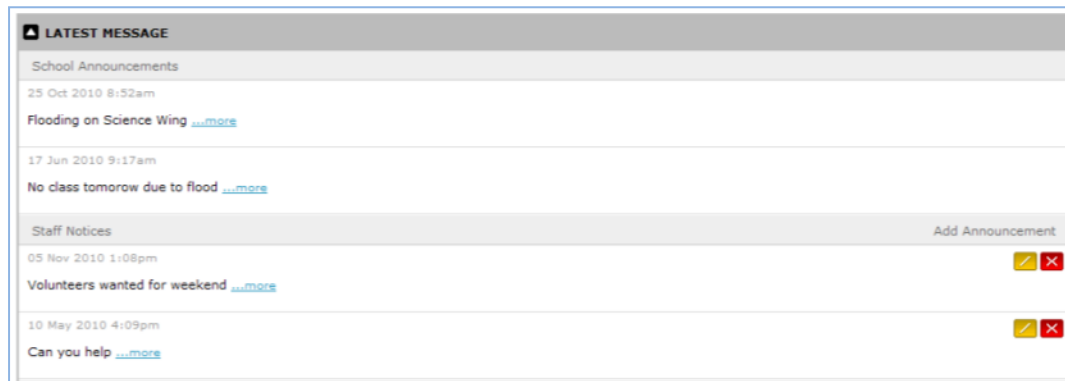 LATEST MESSAGE
School Announcements
25 Oct 2010 8:52am
Flooding on Science Wing ...more
17 Jun 2010 9:17am
No class tomorow due to flood ...more
Staff Notices Add Announcement
05 Nov 2010 1:08pm
Volunteers wanted for weekend ...more
10 May 2010 4:09pm
Can you help ...more